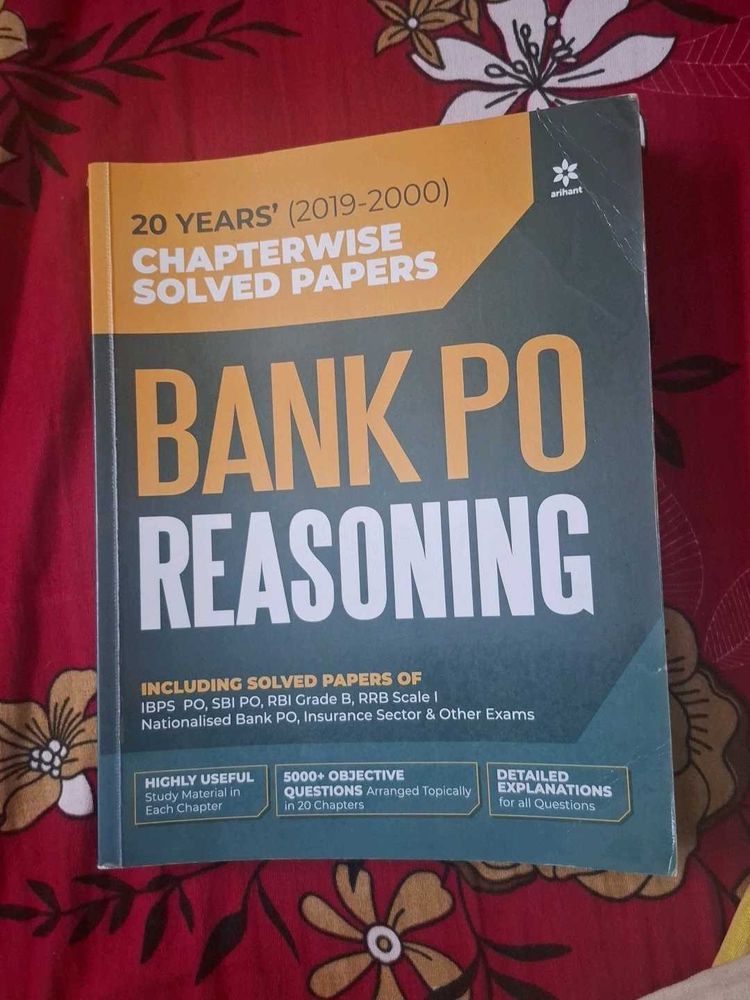 20 YEARS' (2019-2000)
CHAPTERWISE
SOLVED PAPERS
arihant
BANK PO
REASONING
INCLUDING SOLVED PAPERS OF
IBPS PO, SBI PO, RBI Grade B, RRB Scale I
Nationalised Bank PO, Insurance Sector & Other Exams
HIGHLY USEFUL
Study Material in
Each Chapter
5000+ OBJECTIVE
QUESTIONS Arranged Topically
in 20 Chapters
DETAILED
EXPLANATIONS
for all Questions